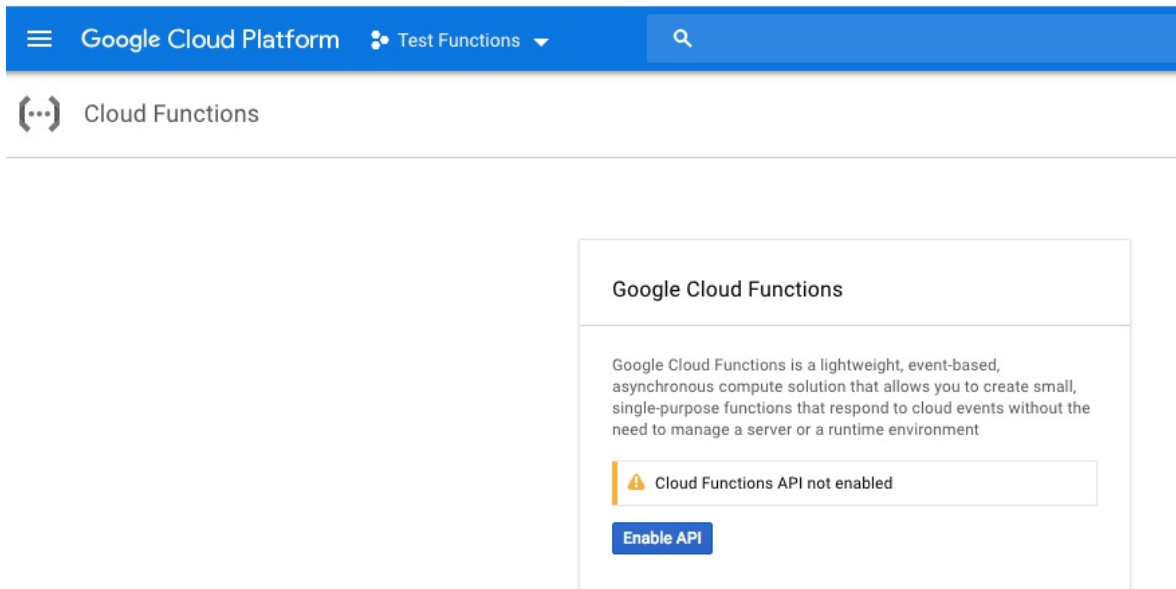 Google Cloud Platform Test Functions
Cloud Functions
Google Cloud Functions
Google Cloud Functions is a lightweight, event-based,
asynchronous compute solution that allows you to create small,
single-purpose functions that respond to cloud events without the
need to manage a server or a runtime environment
Cloud Functions API not enabled
Enable API